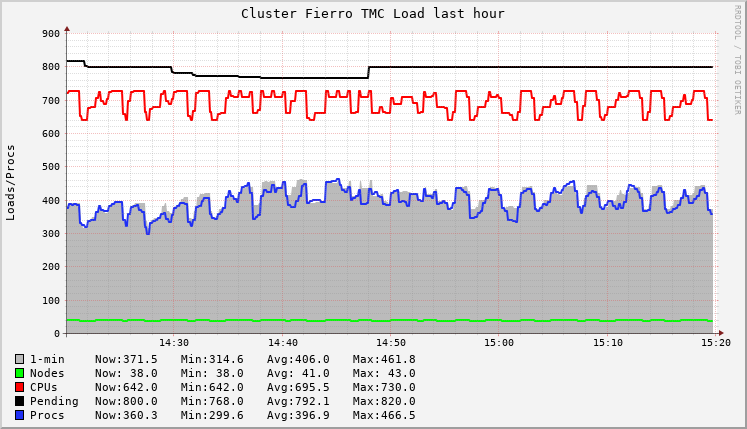 Cluster Fierro TMC Load last hour
RRDTOOL / TOBI OETIKER
Loads/Procs
900
800
700
600
500
400
300
200
100
0
14:30 14:40 14:50 15:00 15:10 15:20
1-min Now:371.5 Min:314.6 Avg:406.0 Max:461.8
Nodes Now: 38.0 Min: 38.0 Avg: 41.0 Max: 43.0
CPUs Now:642.0 Min:642.0 Avg:695.5 Max:730.0
Pending Now:800.0 Min:768.0 Avg:792.1 Max:820.0
Procs Now:360.3 Min:299.6 Avg:396.9 Max:466.5